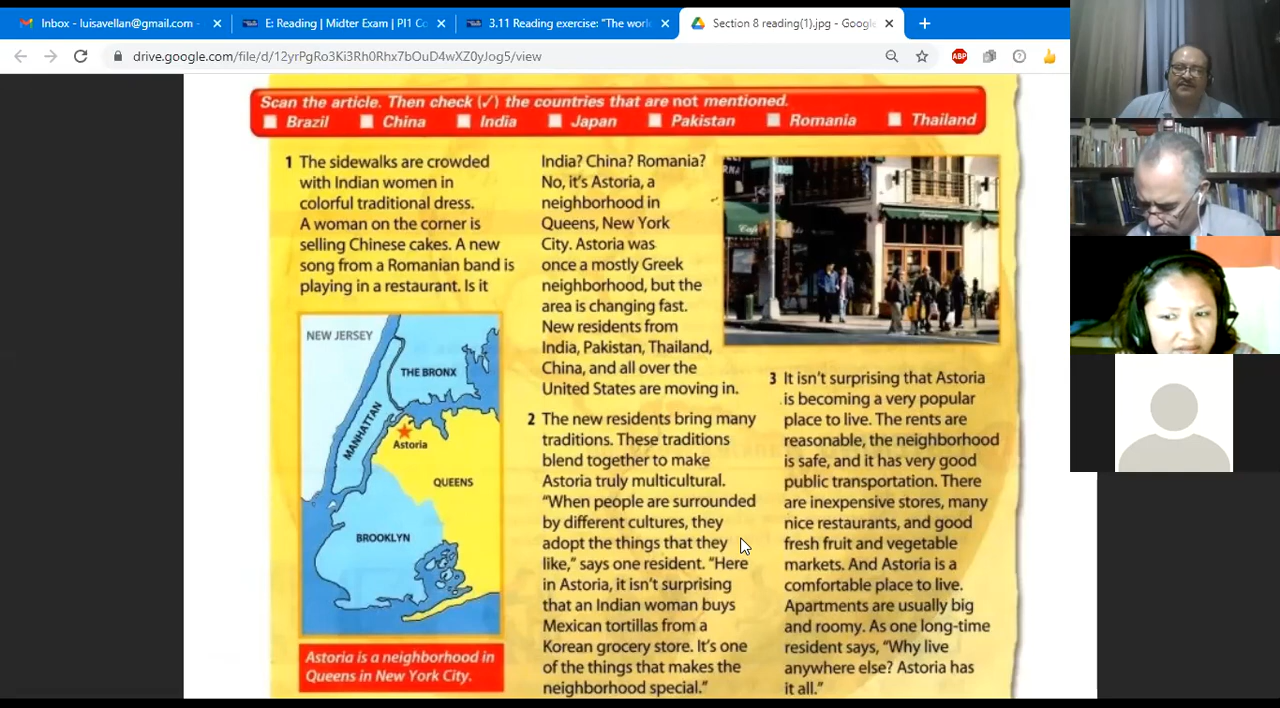 Inbox - luisavellan@gmail.com -
E: Reading | Midter Exam | PI1 Co
3.11 Reading exercise: "The worl
Section 8 reading(1).jpg - Google
drive.google.com/file/d/12yrPgRo3Ki3Rh0Rhx7bOuD4wXZ0yJog5/view
ABP
Scan the article. Then check (✓) the countries that are not mentioned.
Brazil China India Japan Pakistan Romania Thailand
1 The sidewalks are crowded
with Indian women in
colorful traditional dress.
A woman on the corner is
selling Chinese cakes. A new
song from a Romanian band is
playing in a restaurant. Is it
India? China? Romania?
No, it's Astoria, a
neighborhood in
Queens, New York
City. Astoria was
once a mostly Greek
neighborhood, but the
area is changing fast.
New residents from
India, Pakistan, Thailand,
China, and all over the
United States are moving in.
2 The new residents bring many
traditions. These traditions
blend together to make
Astoria truly multicultural.
"When people are surrounded
by different cultures, they
adopt the things that they
like," says one resident. "Here
in Astoria, it isn't surprising
that an Indian woman buys
Mexican tortillas from a
Korean grocery store. It's one
of the things that makes the
neighborhood special."
3 It isn't surprising that Astoria
is becoming a very popular
place to live. The rents are
reasonable, the neighborhood
is safe, and it has very good
public transportation. There
are inexpensive stores, many
nice restaurants, and good
fresh fruit and vegetable
markets. And Astoria is a
comfortable place to live.
Apartments are usually big
and roomy. As one long-time
resident says, "Why live
anywhere else? Astoria has
it all."
NEW JERSEY
THE BRONX
MANHATTAN
Astoria
QUEENS
BROOKLYN
Astoria is a neighborhood in
Queens in New York City.